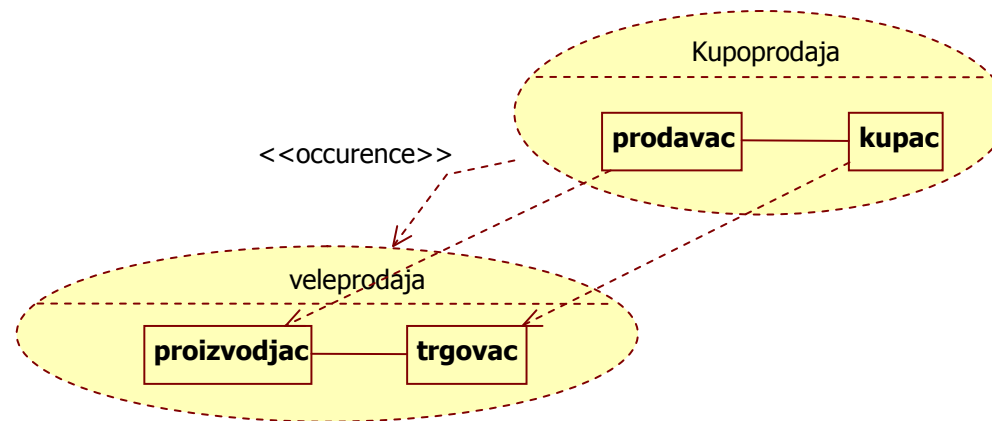 Kupoprodaja
prodavac
kupac
<<occurence>>
veleprodaja
proizvodjac
trgovac